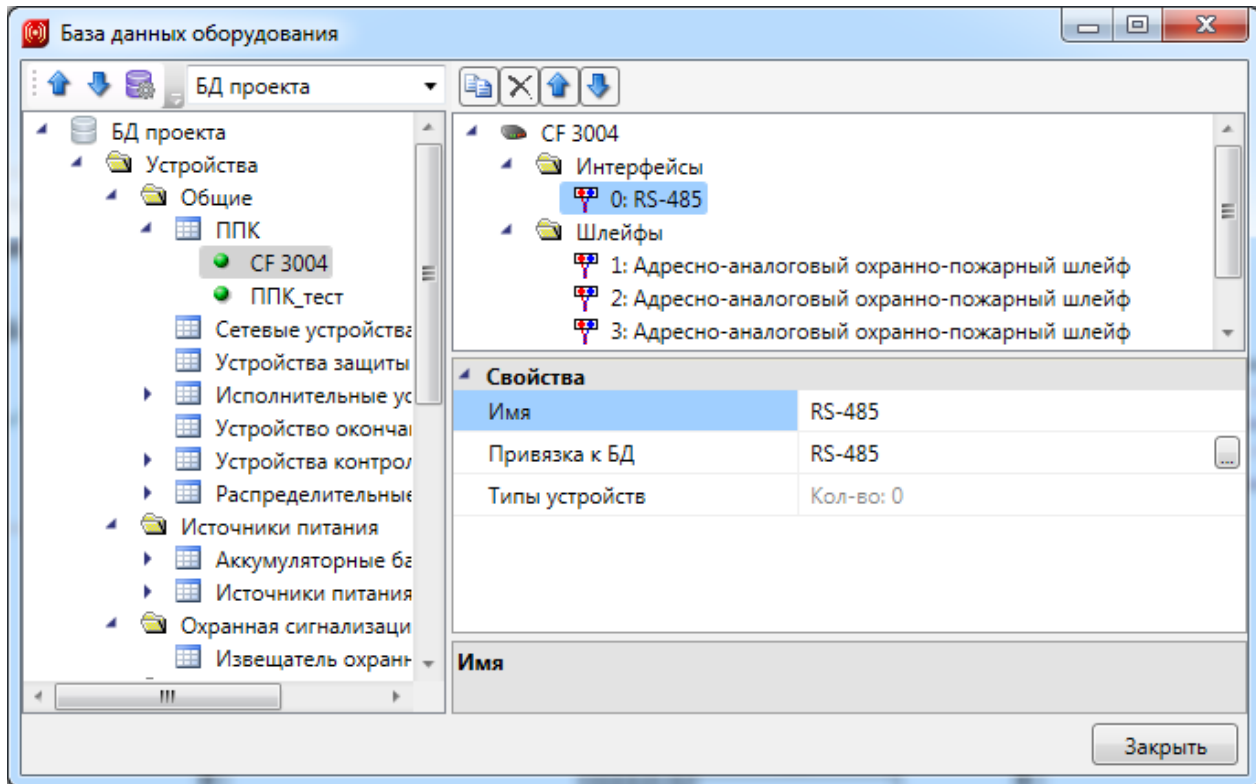 База данных оборудования
БД проекта
БД проекта
Устройства
Общие
ППК
CF 3004
ППК_тест
Сетевые устройства
Устройства защиты
Исполнительные ус
Устройство оконча
Устройства контрол
Распределительные
Источники питания
Аккумуляторные ба
Источники питания
Охранная сигнализаци
Извещатель охранн
CF 3004
Интерфейсы
0: RS-485
Шлейфы
1: Адресно-аналоговый охранно-пожарный шлейф
2: Адресно-аналоговый охранно-пожарный шлейф
3: Адресно-аналоговый охранно-пожарный шлейф
Свойства
Имя RS-485
Привязка к БД RS-485 ...
Типы устройств Кол-во: 0
Имя
Закрыть